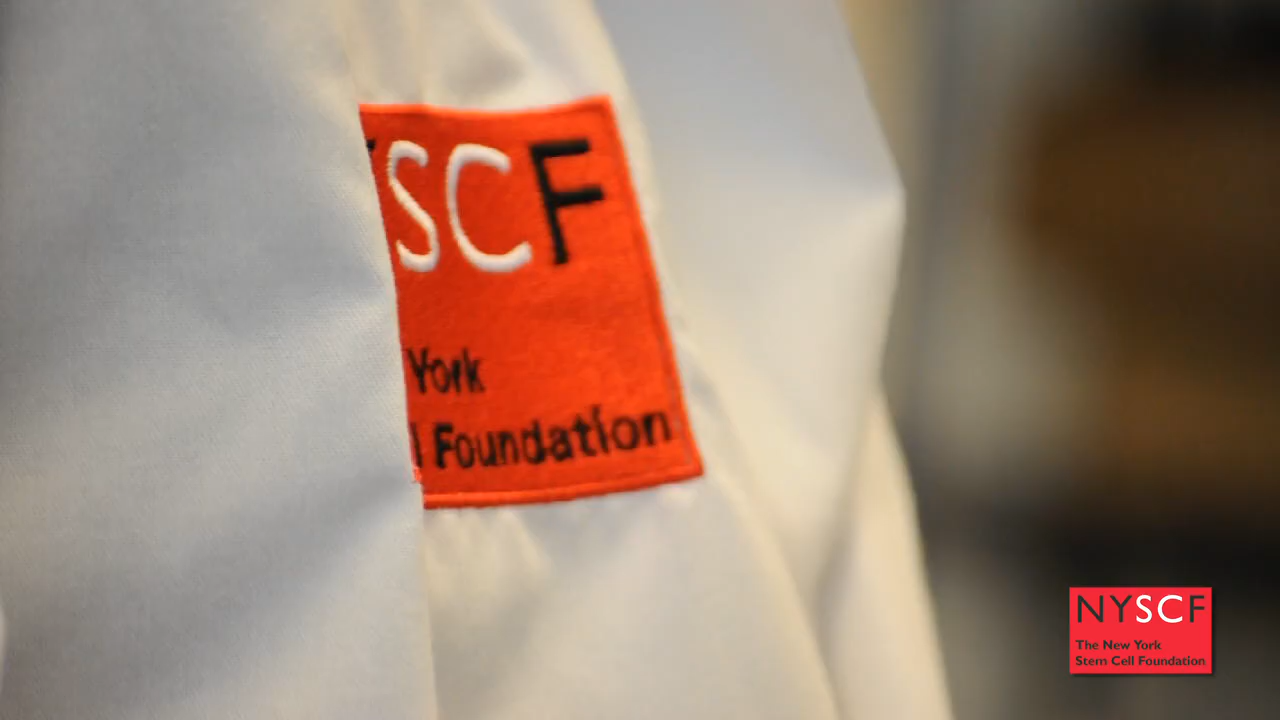 SCF
York
Foundation
NYSCF
The New York
Stem Cell Foundation